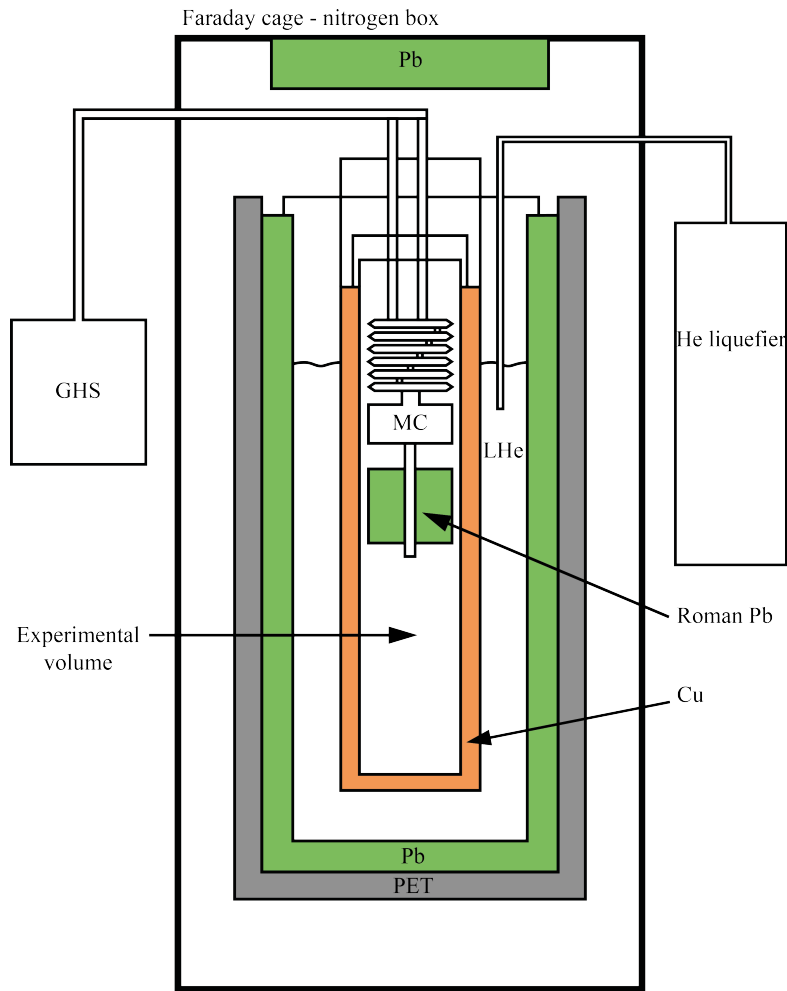 Faraday cage - nitrogen box
Pb
He liquefier
GHS
MC
LHe
Roman Pb
Experimental
volume
Cu
Pb
PET